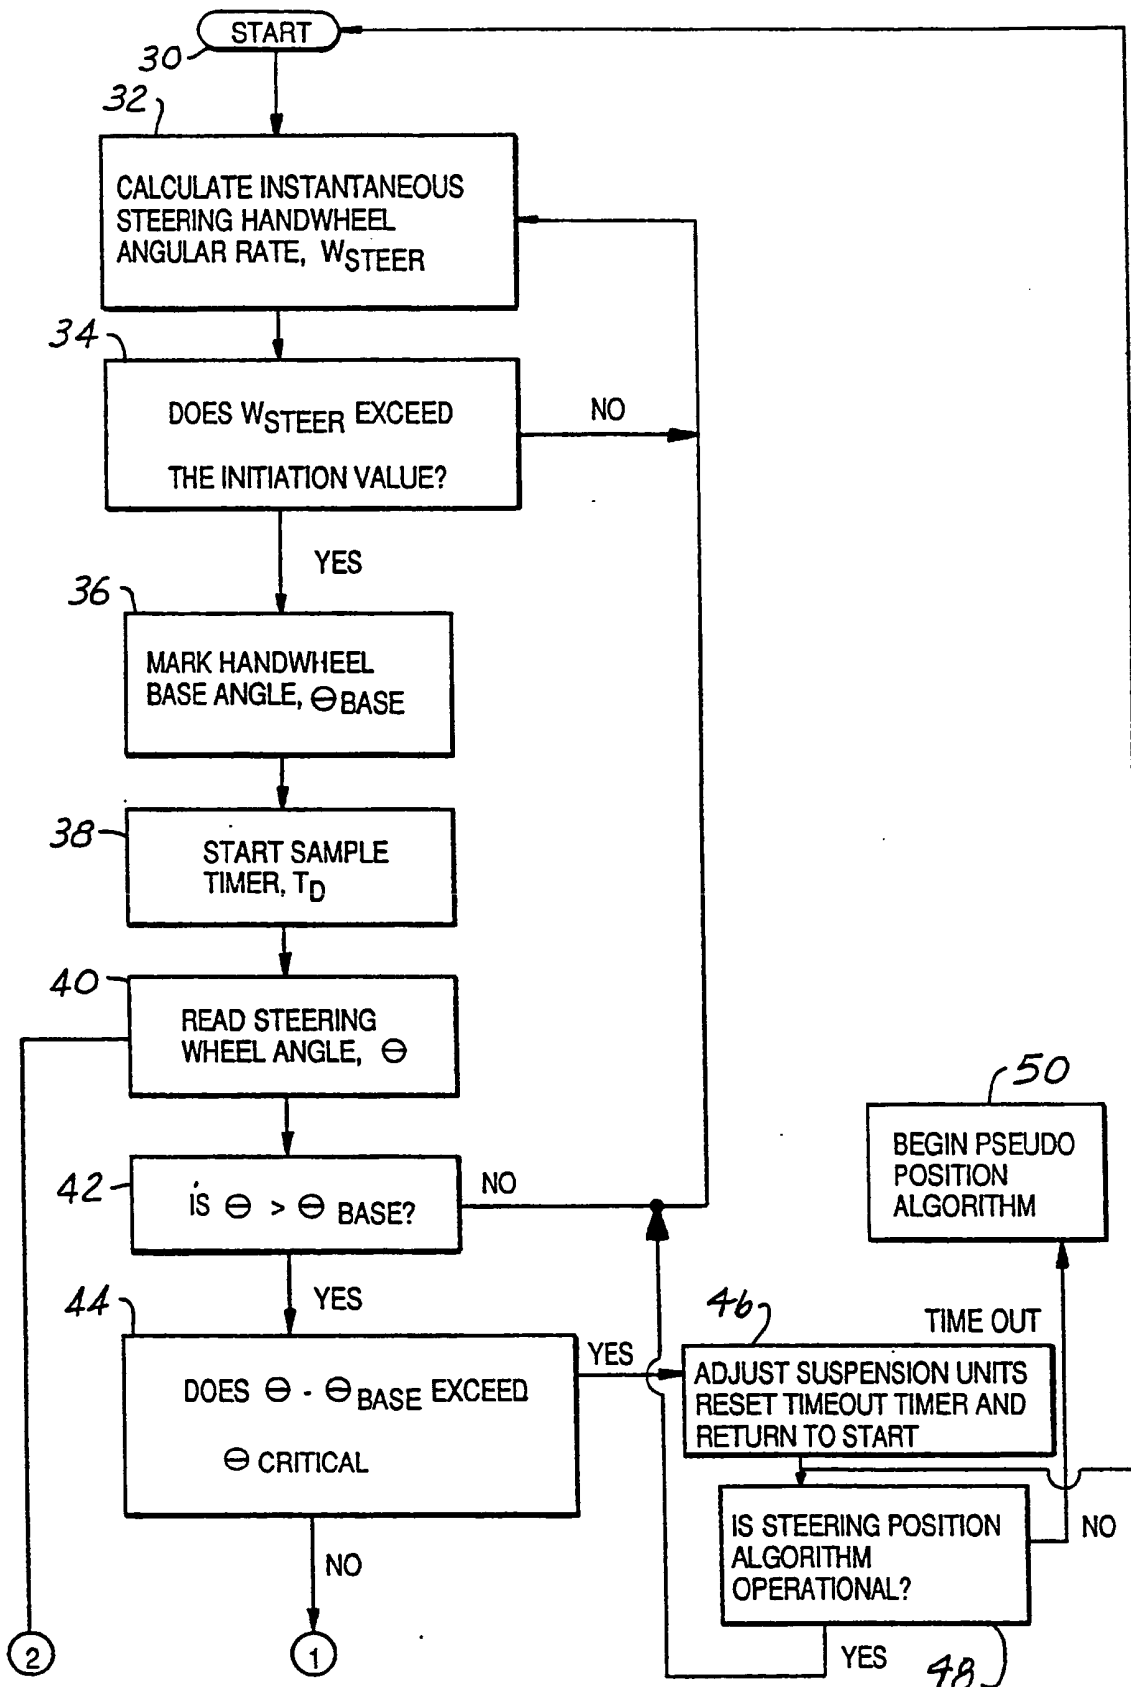 START
30
32
CALCULATE INSTANTANEOUS
STEERING HANDWHEEL
ANGULAR RATE, WSTEER
34
DOES WSTEER EXCEED
THE INITIATION VALUE?
NO
YES
36
MARK HANDWHEEL
BASE ANGLE, ΘBASE
38
START SAMPLE
TIMER, TD
40
READ STEERING
WHEEL ANGLE, Θ
42
iS Θ > Θ BASE?
NO
YES
44
DOES Θ - ΘBASE EXCEED
Θ CRITICAL
YES
NO
46
ADJUST SUSPENSION UNITS
RESET TIMEOUT TIMER AND
RETURN TO START
TIME OUT
50
BEGIN PSEUDO
POSITION
ALGORITHM
IS STEERING POSITION
ALGORITHM
OPERATIONAL?
NO
YES
48
2
1